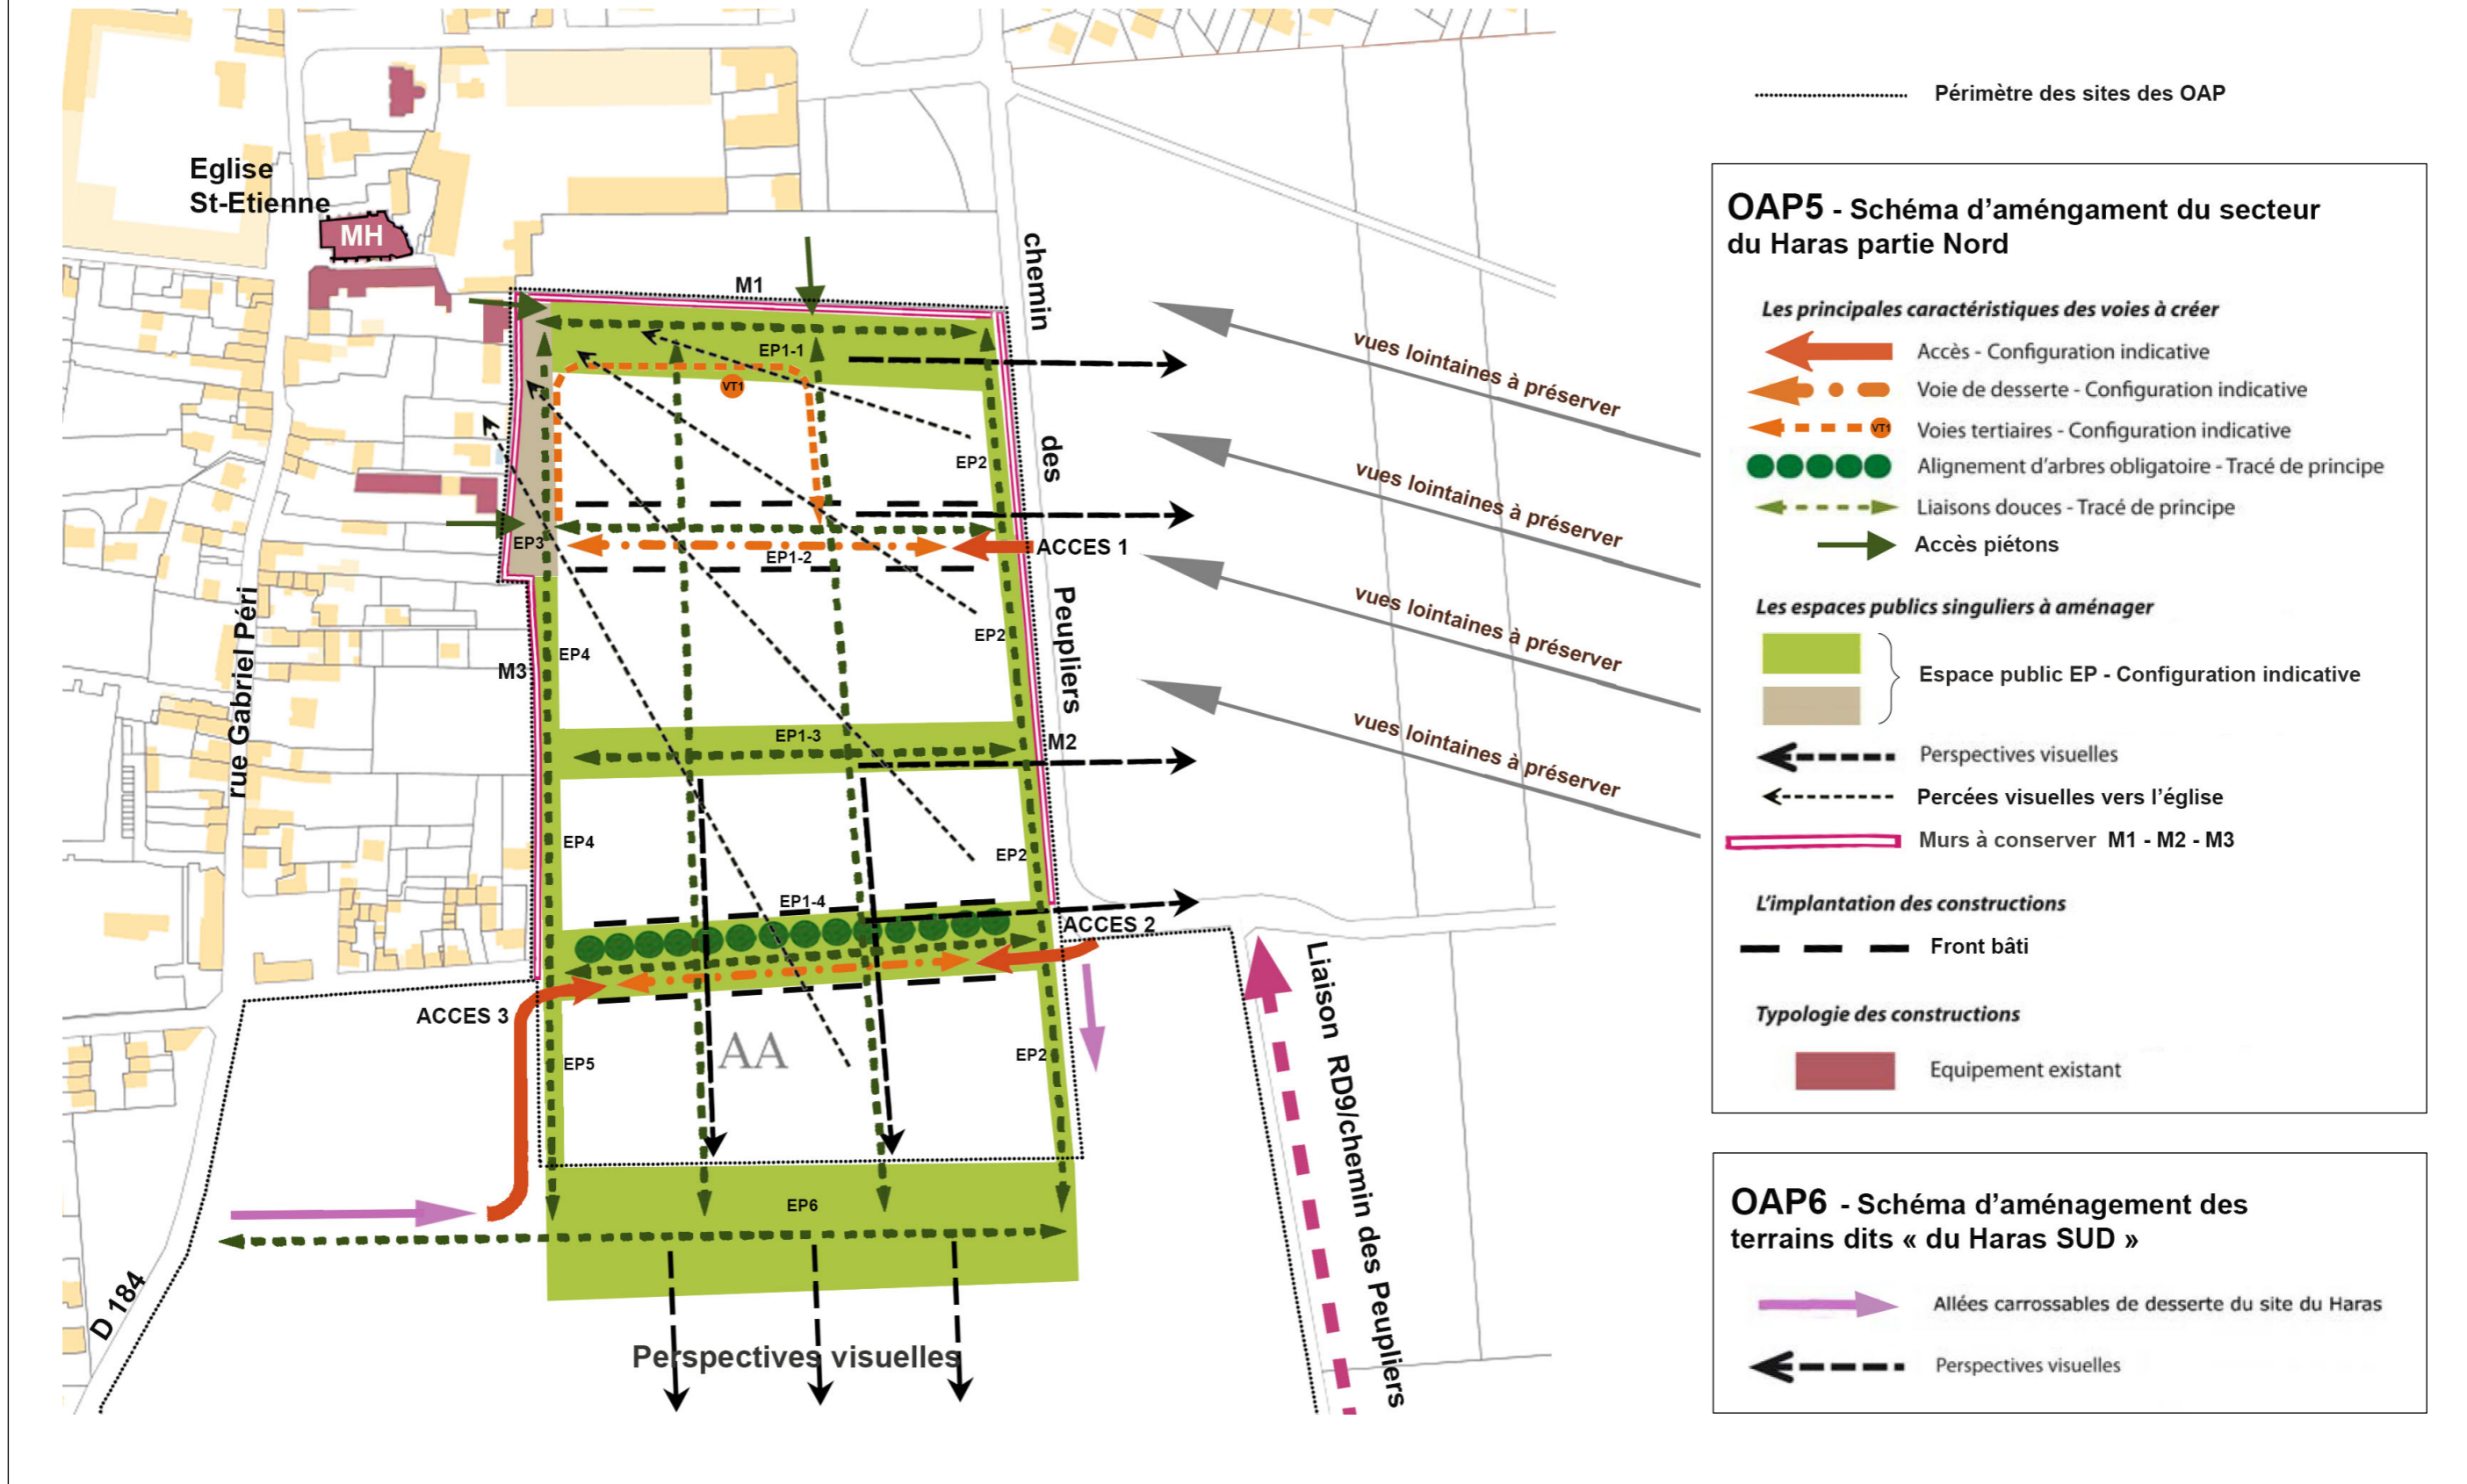 Eglise
St-Etienne
MH
M1
chemin
des
Peupliers
rue Gabriel Péri
EP1-1
VT1
EP2
ACCES 1
EP1-2
EP3
EP2
EP4
M3
EP1-3
M2
EP4
EP2
EP1-4
ACCES 2
ACCES 3
AA
EP5
EP2
EP6
D 184
Perspectives visuelles
Liaison RD9/chemin des Peupliers
vues lointaines à préserver
vues lointaines à préserver
vues lointaines à préserver
vues lointaines à préserver
Périmètre des sites des OAP
OAP5 - Schéma d’améngament du secteur
du Haras partie Nord
Les principales caractéristiques des voies à créer
Accès - Configuration indicative
Voie de desserte - Configuration indicative
VT1
Voies tertiaires - Configuration indicative
Alignement d’arbres obligatoire - Tracé de principe
Liaisons douces - Tracé de principe
Accès piétons
Les espaces publics singuliers à aménager
Espace public EP - Configuration indicative
Perspectives visuelles
Percées visuelles vers l’église
Murs à conserver M1 - M2 - M3
L’implantation des constructions
Front bâti
Typologie des constructions
Equipement existant
OAP6 - Schéma d’aménagement des
terrains dits « du Haras SUD »
Allées carrossables de desserte du site du Haras
Perspectives visuelles